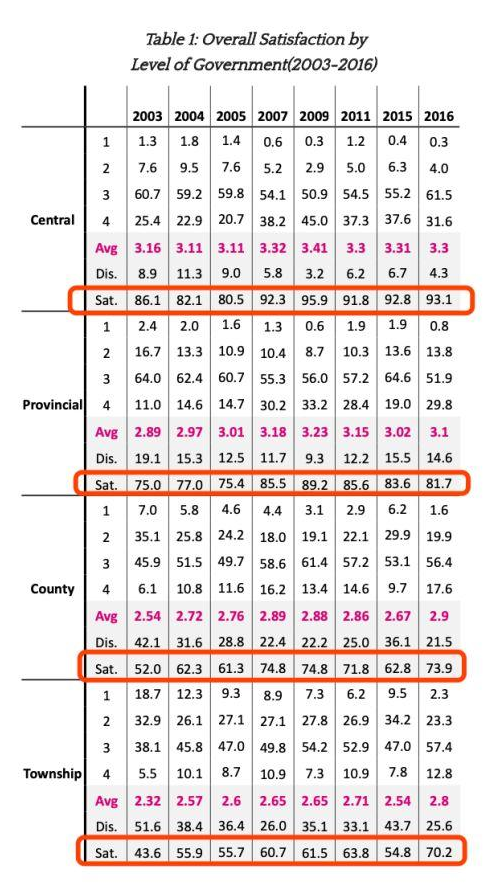 Table 1: Overall Satisfaction by
Level of Government(2003-2016)
2003 2004 2005 2007 2009 2011 2015 2016
1 1.3 1.8 1.4 0.6 0.3 1.2 0.4 0.3
2 7.6 9.5 7.6 5.2 2.9 5.0 6.3 4.0
3 60.7 59.2 59.8 54.1 50.9 54.5 55.2 61.5
Central 4 25.4 22.9 20.7 38.2 45.0 37.3 37.6 31.6
Avg 3.16 3.11 3.11 3.32 3.41 3.3 3.31 3.3
Dis. 8.9 11.3 9.0 5.8 3.2 6.2 6.7 4.3
Sat. 86.1 82.1 80.5 92.3 95.9 91.8 92.8 93.1
1 2.4 2.0 1.6 1.3 0.6 1.9 1.9 0.8
2 16.7 13.3 10.9 10.4 8.7 10.3 13.6 13.8
3 64.0 62.4 60.7 55.3 56.0 57.2 64.6 51.9
Provincial 4 11.0 14.6 14.7 30.2 33.2 28.4 19.0 29.8
Avg 2.89 2.97 3.01 3.18 3.23 3.15 3.02 3.1
Dis. 19.1 15.3 12.5 11.7 9.3 12.2 15.5 14.6
Sat. 75.0 77.0 75.4 85.5 89.2 85.6 83.6 81.7
1 7.0 5.8 4.6 4.4 3.1 2.9 6.2 1.6
2 35.1 25.8 24.2 18.0 19.1 22.1 29.9 19.9
3 45.9 51.5 49.7 58.6 61.4 57.2 53.1 56.4
County 4 6.1 10.8 11.6 16.2 13.4 14.6 9.7 17.6
Avg 2.54 2.72 2.76 2.89 2.88 2.86 2.67 2.9
Dis. 42.1 31.6 28.8 22.4 22.2 25.0 36.1 21.5
Sat. 52.0 62.3 61.3 74.8 74.8 71.8 62.8 73.9
1 18.7 12.3 9.3 8.9 7.3 6.2 9.5 2.3
2 32.9 26.1 27.1 27.1 27.8 26.9 34.2 23.3
3 38.1 45.8 47.0 49.8 54.2 52.9 47.0 57.4
Township 4 5.5 10.1 8.7 10.9 7.3 10.9 7.8 12.8
Avg 2.32 2.57 2.6 2.65 2.65 2.71 2.54 2.8
Dis. 51.6 38.4 36.4 26.0 35.1 33.1 43.7 25.6
Sat. 43.6 55.9 55.7 60.7 61.5 63.8 54.8 70.2